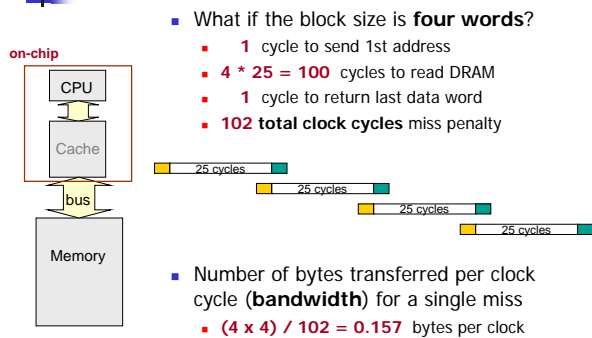 What if the block size is four words?
1 cycle to send 1st address
4 * 25 = 100 cycles to read DRAM
1 cycle to return last data word
102 total clock cycles miss penalty
on-chip
CPU
Cache
bus
Memory
25 cycles
25 cycles
25 cycles
25 cycles
Number of bytes transferred per clock
cycle (bandwidth) for a single miss
(4 x 4) / 102 = 0.157 bytes per clock